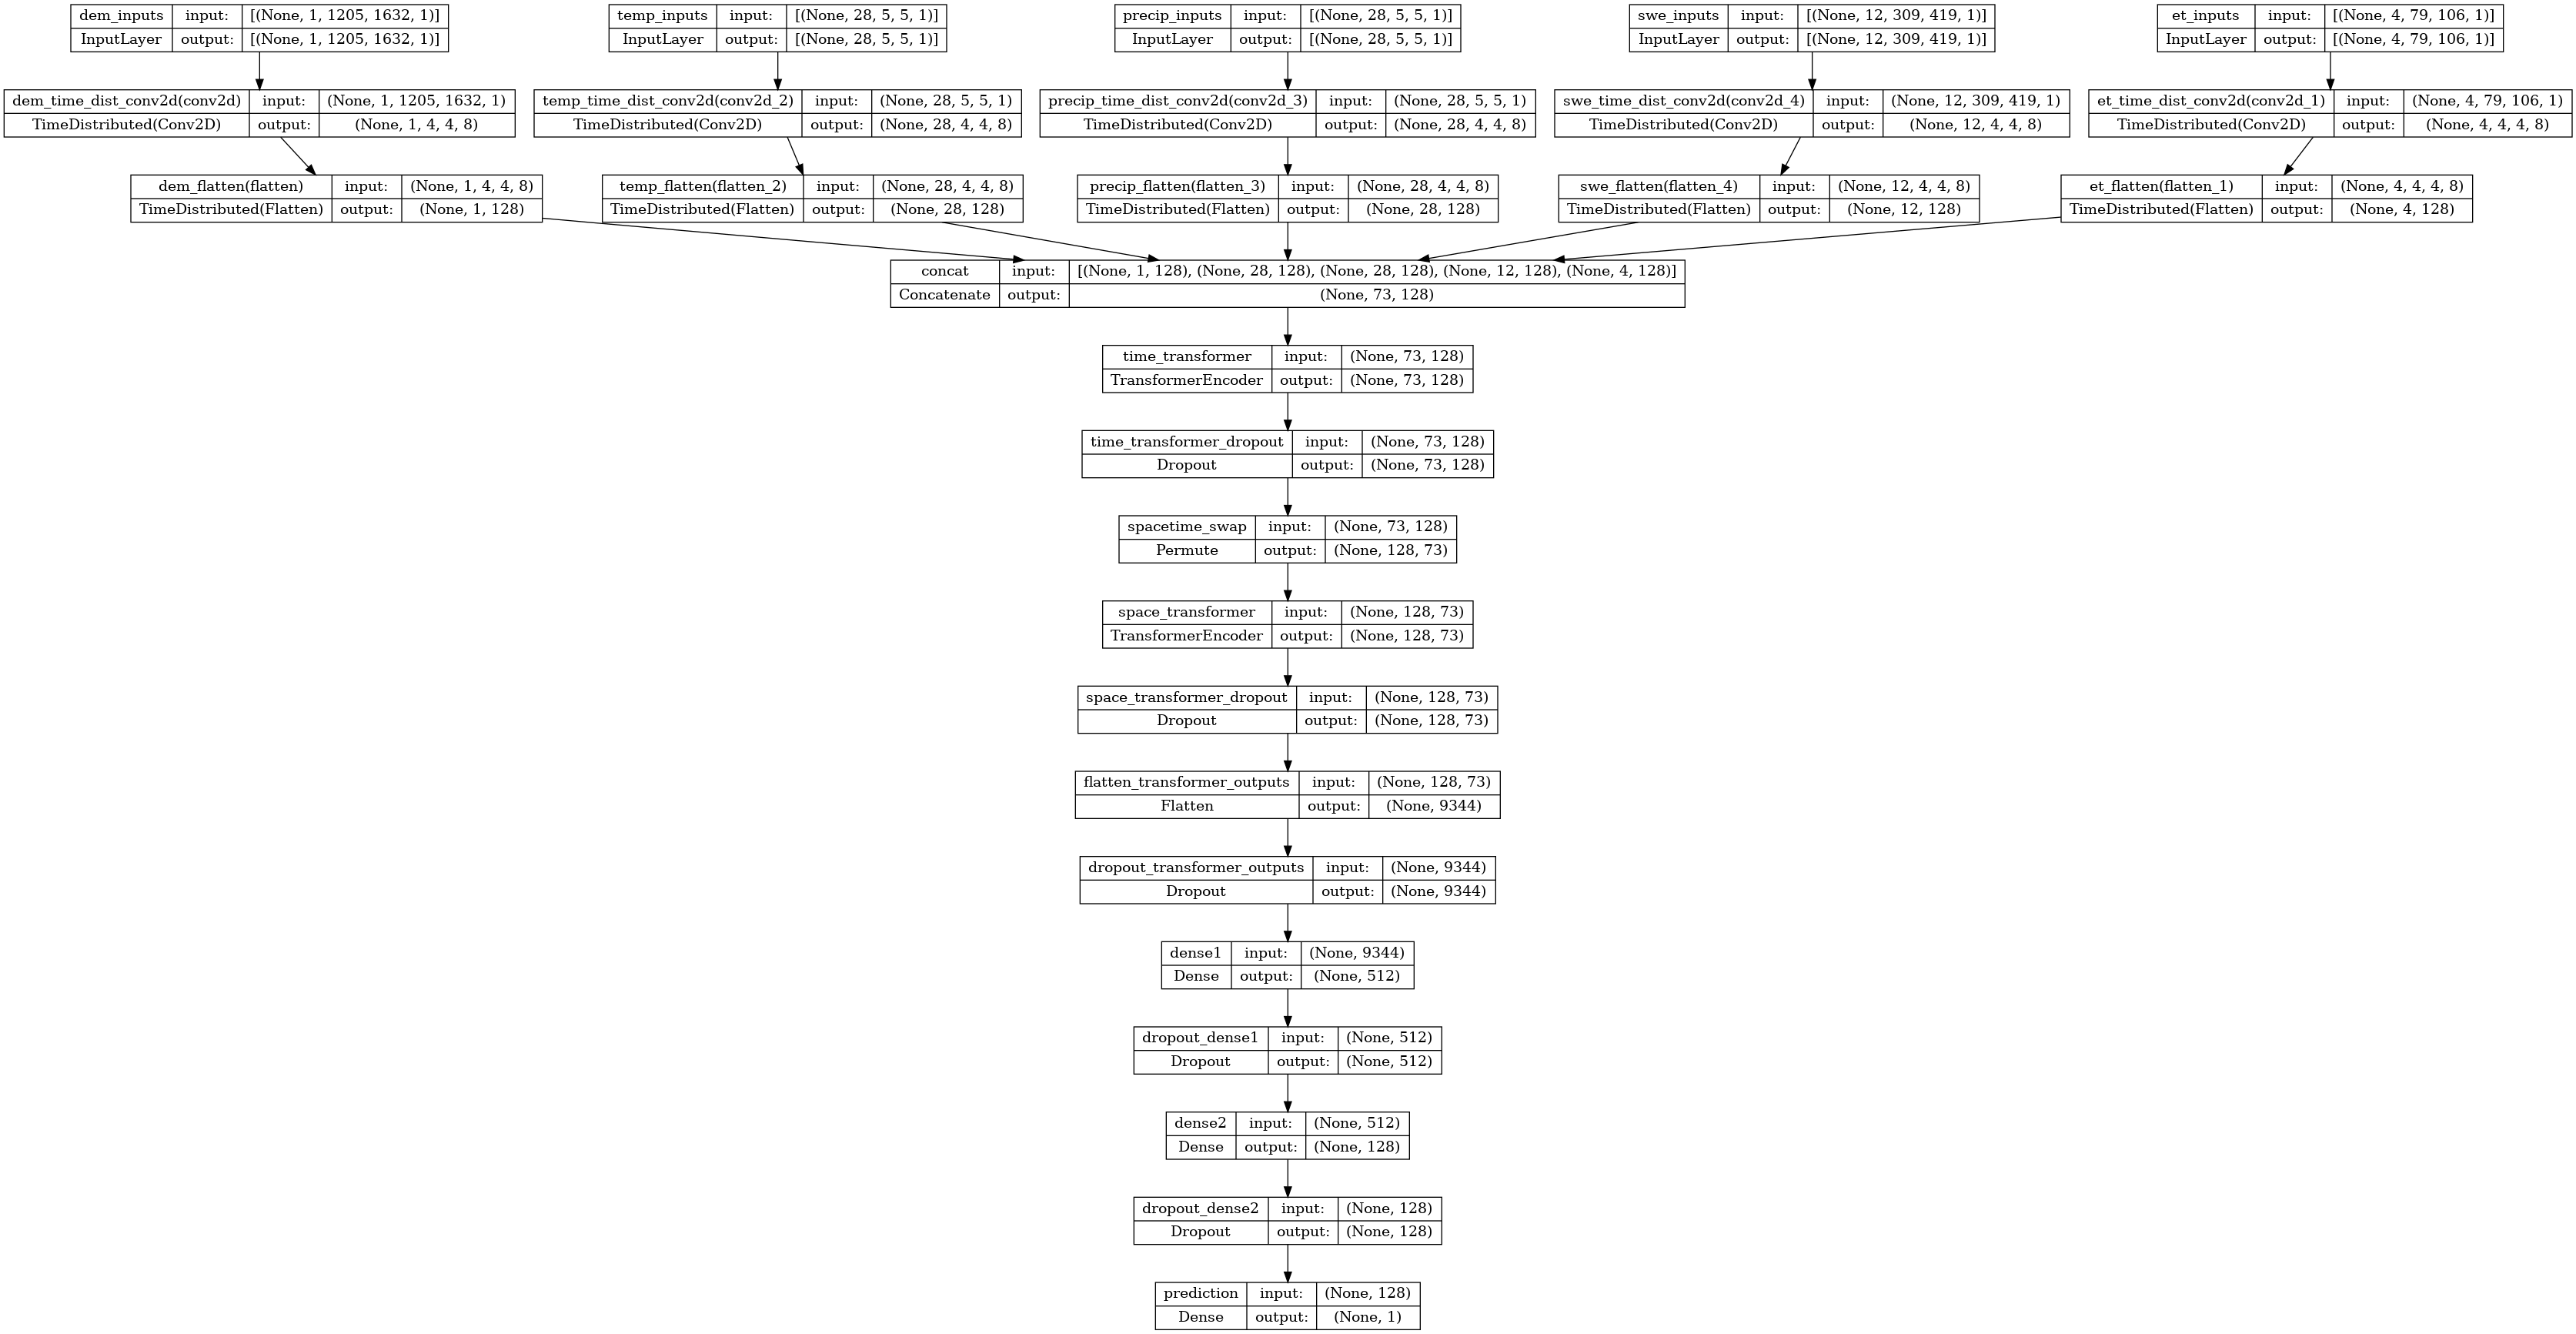 dem_inputs input: [(None, 1, 1205, 1632, 1)]
InputLayer output: [(None, 1, 1205, 1632, 1)]
temp_inputs input: [(None, 28, 5, 5, 1)]
InputLayer output: [(None, 28, 5, 5, 1)]
precip_inputs input: [(None, 28, 5, 5, 1)]
InputLayer output: [(None, 28, 5, 5, 1)]
swe_inputs input: [(None, 12, 309, 419, 1)]
InputLayer output: [(None, 12, 309, 419, 1)]
et_inputs input: [(None, 4, 79, 106, 1)]
InputLayer output: [(None, 4, 79, 106, 1)]
dem_time_dist_conv2d(conv2d) input: (None, 1, 1205, 1632, 1)
TimeDistributed(Conv2D) output: (None, 1, 4, 4, 8)
temp_time_dist_conv2d(conv2d_2) input: (None, 28, 5, 5, 1)
TimeDistributed(Conv2D) output: (None, 28, 4, 4, 8)
precip_time_dist_conv2d(conv2d_3) input: (None, 28, 5, 5, 1)
TimeDistributed(Conv2D) output: (None, 28, 4, 4, 8)
swe_time_dist_conv2d(conv2d_4) input: (None, 12, 309, 419, 1)
TimeDistributed(Conv2D) output: (None, 12, 4, 4, 8)
et_time_dist_conv2d(conv2d_1) input: (None, 4, 79, 106, 1)
TimeDistributed(Conv2D) output: (None, 4, 4, 4, 8)
dem_flatten(flatten) input: (None, 1, 4, 4, 8)
TimeDistributed(Flatten) output: (None, 1, 128)
temp_flatten(flatten_2) input: (None, 28, 4, 4, 8)
TimeDistributed(Flatten) output: (None, 28, 128)
precip_flatten(flatten_3) input: (None, 28, 4, 4, 8)
TimeDistributed(Flatten) output: (None, 28, 128)
swe_flatten(flatten_4) input: (None, 12, 4, 4, 8)
TimeDistributed(Flatten) output: (None, 12, 128)
et_flatten(flatten_1) input: (None, 4, 4, 4, 8)
TimeDistributed(Flatten) output: (None, 4, 128)
concat input: [(None, 1, 128), (None, 28, 128), (None, 28, 128), (None, 12, 128), (None, 4, 128)]
Concatenate output: (None, 73, 128)
time_transformer input: (None, 73, 128)
TransformerEncoder output: (None, 73, 128)
time_transformer_dropout input: (None, 73, 128)
Dropout output: (None, 73, 128)
spacetime_swap input: (None, 73, 128)
Permute output: (None, 128, 73)
space_transformer input: (None, 128, 73)
TransformerEncoder output: (None, 128, 73)
space_transformer_dropout input: (None, 128, 73)
Dropout output: (None, 128, 73)
flatten_transformer_outputs input: (None, 128, 73)
Flatten output: (None, 9344)
dropout_transformer_outputs input: (None, 9344)
Dropout output: (None, 9344)
dense1 input: (None, 9344)
Dense output: (None, 512)
dropout_dense1 input: (None, 512)
Dropout output: (None, 512)
dense2 input: (None, 512)
Dense output: (None, 128)
dropout_dense2 input: (None, 128)
Dropout output: (None, 128)
prediction input: (None, 128)
Dense output: (None, 1)